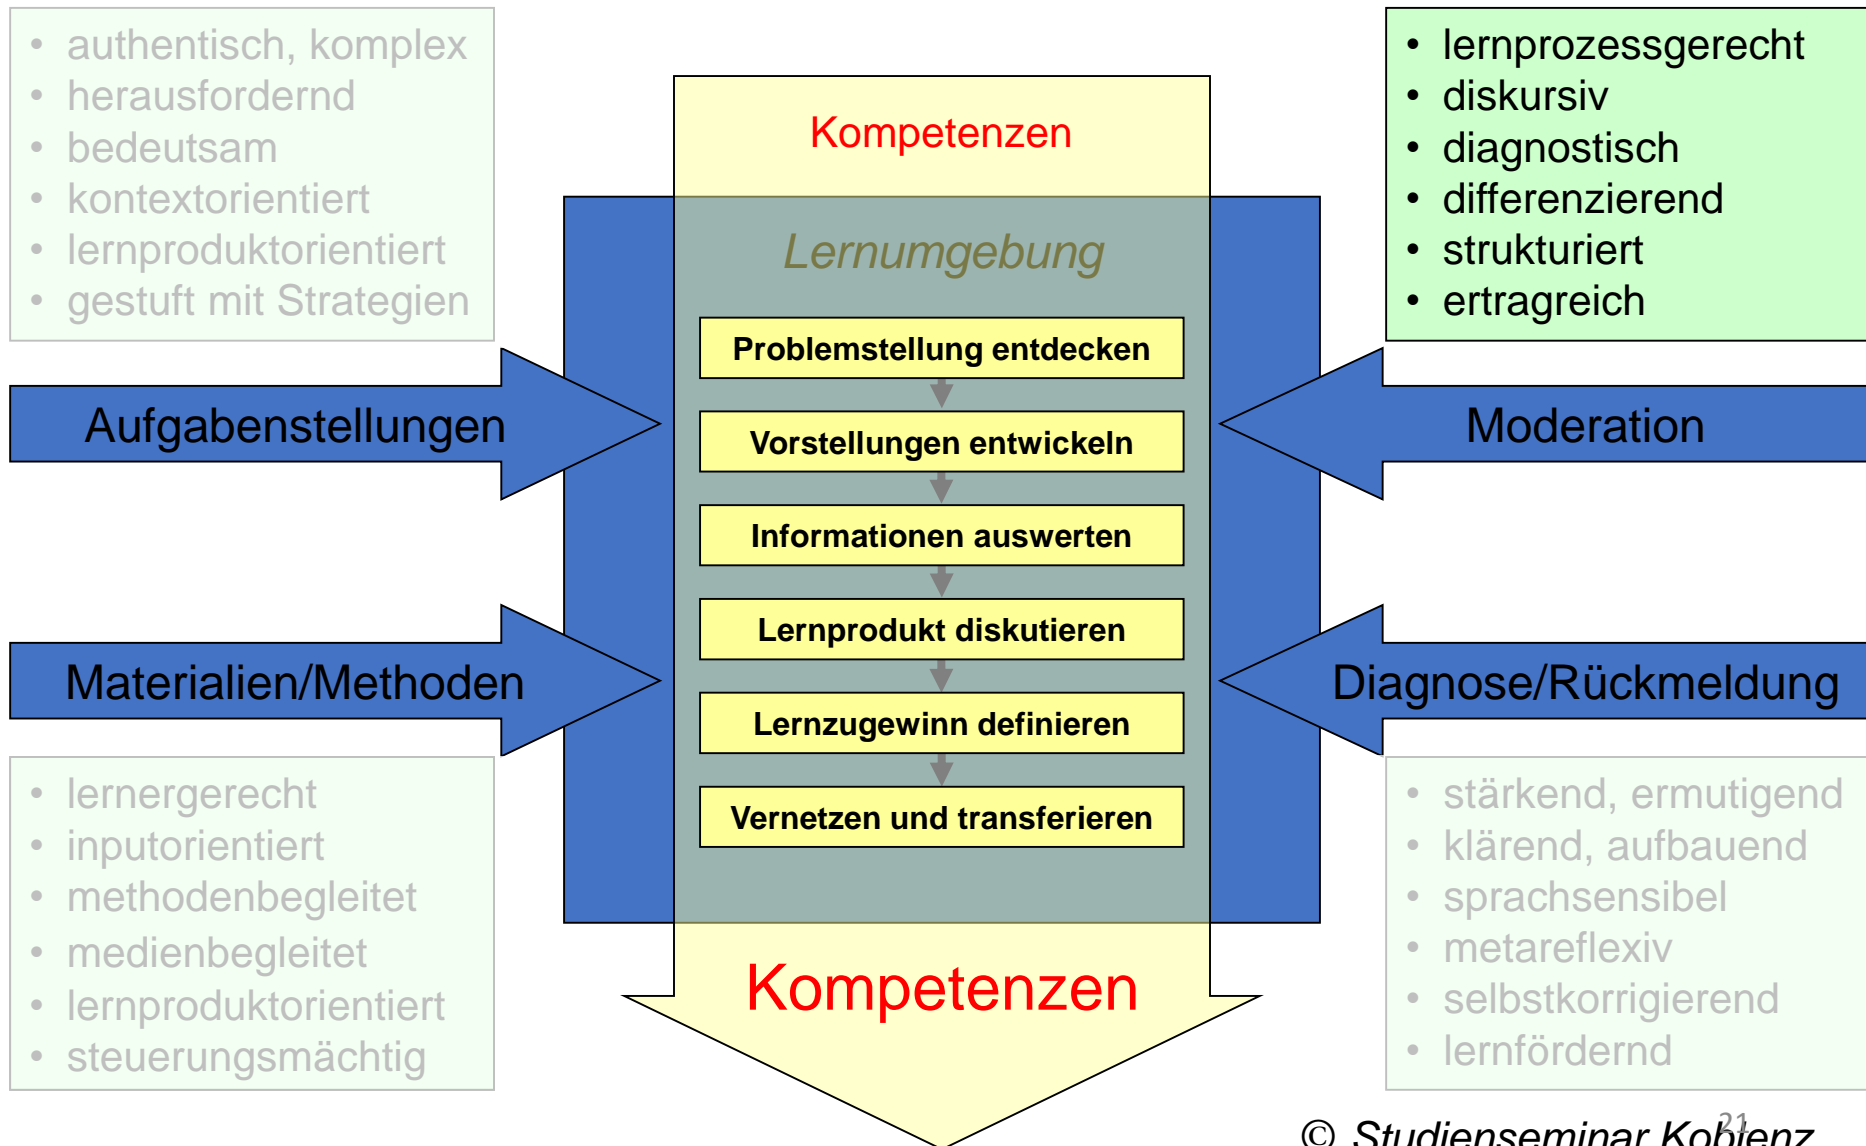 • authentisch, komplex
• herausfordernd
• bedeutsam
• kontextorientiert
• lernproduktorientiert
• gestuft mit Strategien
Kompetenzen
• lernprozessgerecht
• diskursiv
• diagnostisch
• differenzierend
• strukturiert
• ertragreich
Lernumgebung
Problemstellung entdecken
Vorstellungen entwickeln
Informationen auswerten
Lernprodukt diskutieren
Lernzugewinn definieren
Vernetzen und transferieren
Aufgabenstellungen
Moderation
Materialien/Methoden
Diagnose/Rückmeldung
• lernergerecht
• inputorientiert
• methodenbegleitet
• medienbegleitet
• lernproduktorientiert
• steuerungsmächtig
Kompetenzen
• stärkend, ermutigend
• klärend, aufbauend
• sprachsensibel
• metareflexiv
• selbstkorrigierend
• lernfördernd
21
© Studienseminar Koblenz